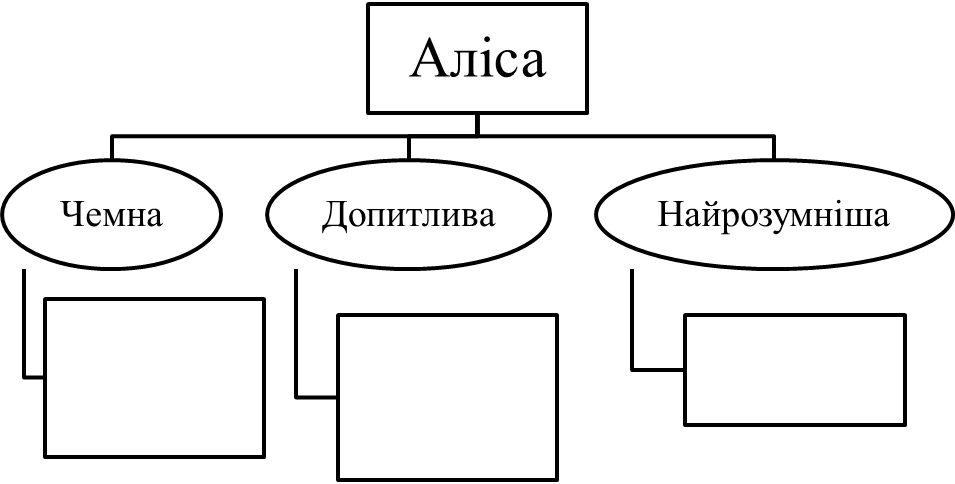 Аліса
Чемна
Допитлива
Найрозумніша